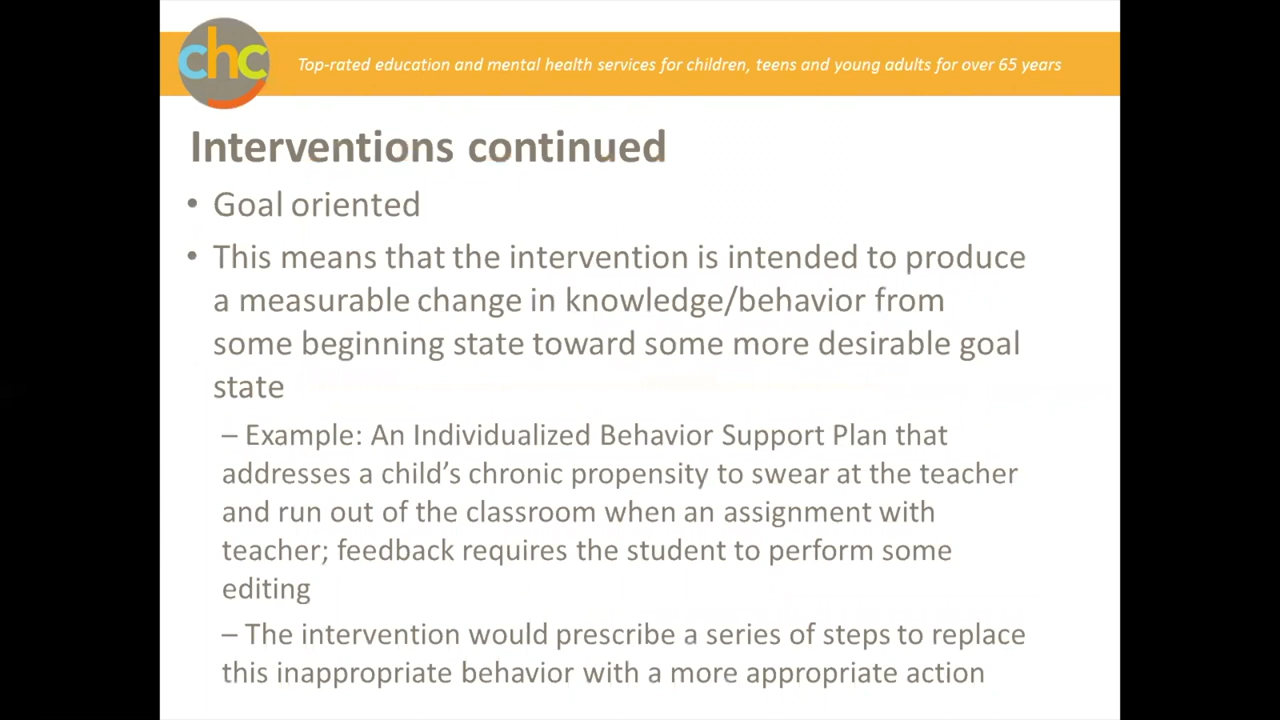 chc
Top-rated education and mental health services for children, teens and young adults for over 65 years
Interventions continued
• Goal oriented
• This means that the intervention is intended to produce
a measurable change in knowledge/behavior from
some beginning state toward some more desirable goal
state
– Example: An Individualized Behavior Support Plan that
addresses a child’s chronic propensity to swear at the teacher
and run out of the classroom when an assignment with
teacher; feedback requires the student to perform some
editing
– The intervention would prescribe a series of steps to replace
this inappropriate behavior with a more appropriate action